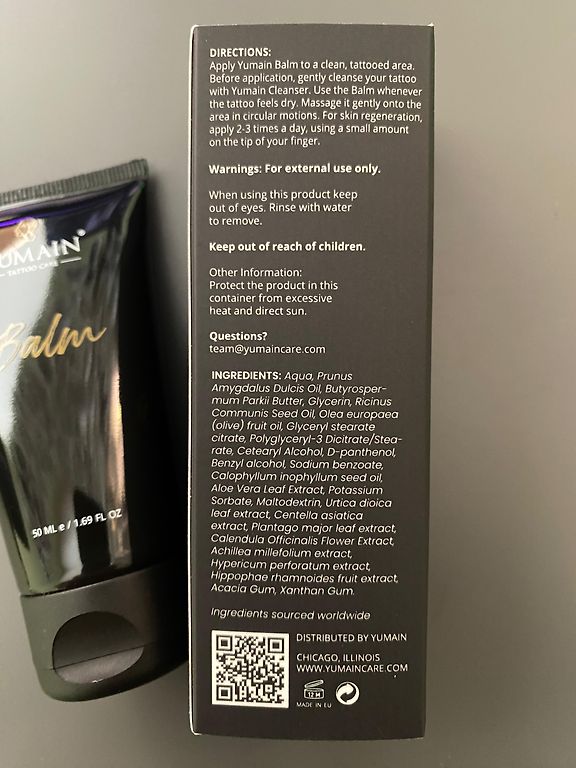 DIRECTIONS:
Apply Yumain Balm to a clean, tattooed area.
Before application, gently cleanse your tattoo
with Yumain Cleanser. Use the Balm whenever
the tattoo feels dry. Massage it gently onto the
area in circular motions. For skin regeneration,
apply 2-3 times a day, using a small amount
on the tip of your finger.
Warnings: For external use only.
When using this product keep
out of eyes. Rinse with water
to remove.
Keep out of reach of children.
Other Information:
Protect the product in this
container from excessive
heat and direct sun.
Questions?
team@yumaincare.com
INGREDIENTS: Aqua, Prunus
Amygdalus Dulcis Oil, Butyrosper-
mum Parkii Butter, Glycerin, Ricinus
Communis Seed Oil, Olea europaea
(olive) fruit oil, Glyceryl stearate
citrate, Polyglyceryl-3 Dicitrate/Stea-
rate, Cetearyl Alcohol, D-panthenol,
Benzyl alcohol, Sodium benzoate,
Calophyllum inophyllum seed oil,
Aloe Vera Leaf Extract, Potassium
Sorbate, Maltodextrin, Urtica dioica
leaf extract, Centella asiatica
extract, Plantago major leaf extract,
Calendula Officinalis Flower Extract,
Achillea millefolium extract,
Hypericum perforatum extract,
Hippophae rhamnoides fruit extract,
Acacia Gum, Xanthan Gum.
Ingredients sourced worldwide
DISTRIBUTED BY YUMAIN
CHICAGO, ILLINOIS
WWW.YUMAINCARE.COM
12 M
MADE IN EU
UMAIN®
TATTOO CARE
Balm
50 ML e / 1.69 FL OZ